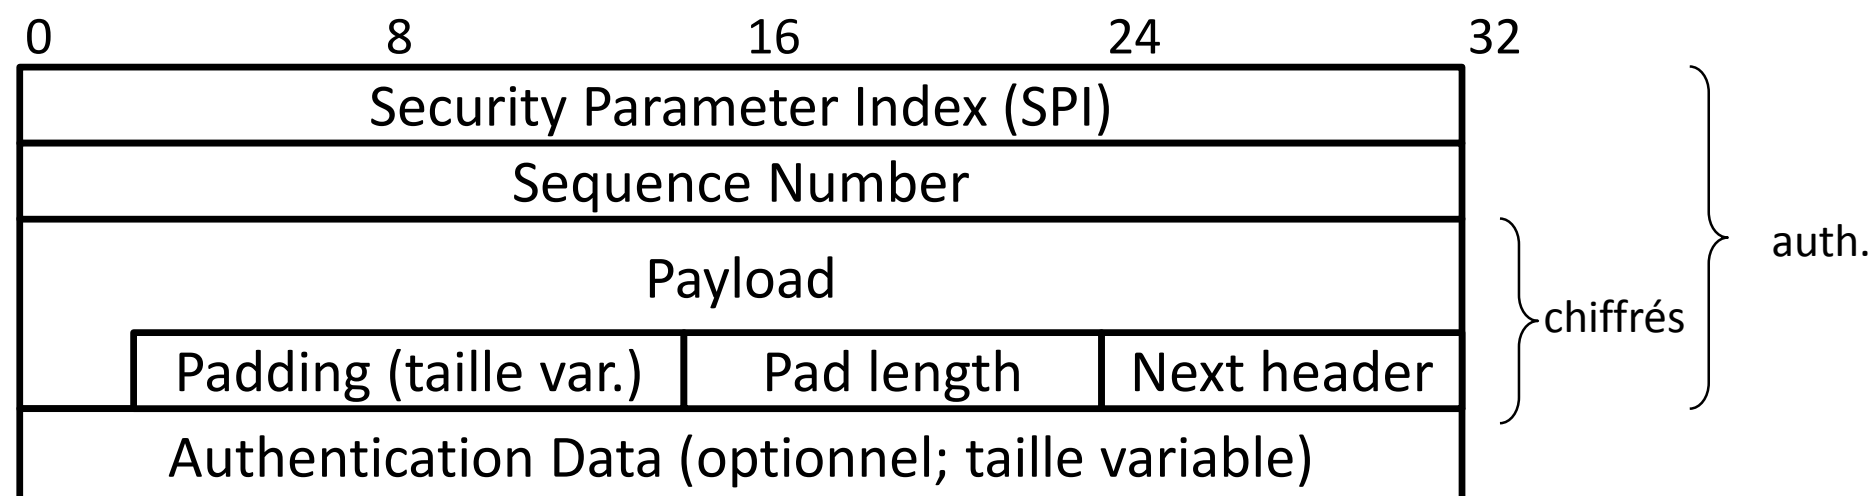 0 8 16 24 32
Security Parameter Index (SPI)
Sequence Number
Payload
auth.
chiffrés
Padding (taille var.) Pad length Next header
Authentication Data (optionnel; taille variable)